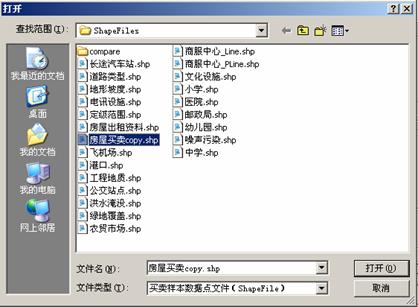 打开
查找范围(I):
ShapeFiles
我最近的文档
桌面
我的文档
我的电脑
网上邻居
compare
长途汽车站.shp
道路类型.shp
地形坡度.shp
电讯设施.shp
定级范围.shp
房屋出租资料.shp
房屋买卖copy.shp
飞机场.shp
港口.shp
工程地质.shp
公交站点.shp
洪水淹没.shp
绿地覆盖.shp
农贸市场.shp
商服中心_Line.shp
商服中心_PLine.shp
文化设施.shp
小学.shp
医院.shp
邮政局.shp
幼儿园.shp
噪声污染.shp
中学.shp
文件名(N):
房屋买卖copy.shp
打开(O)
文件类型(T):
买卖样本数据点文件(ShapeFile)
取消